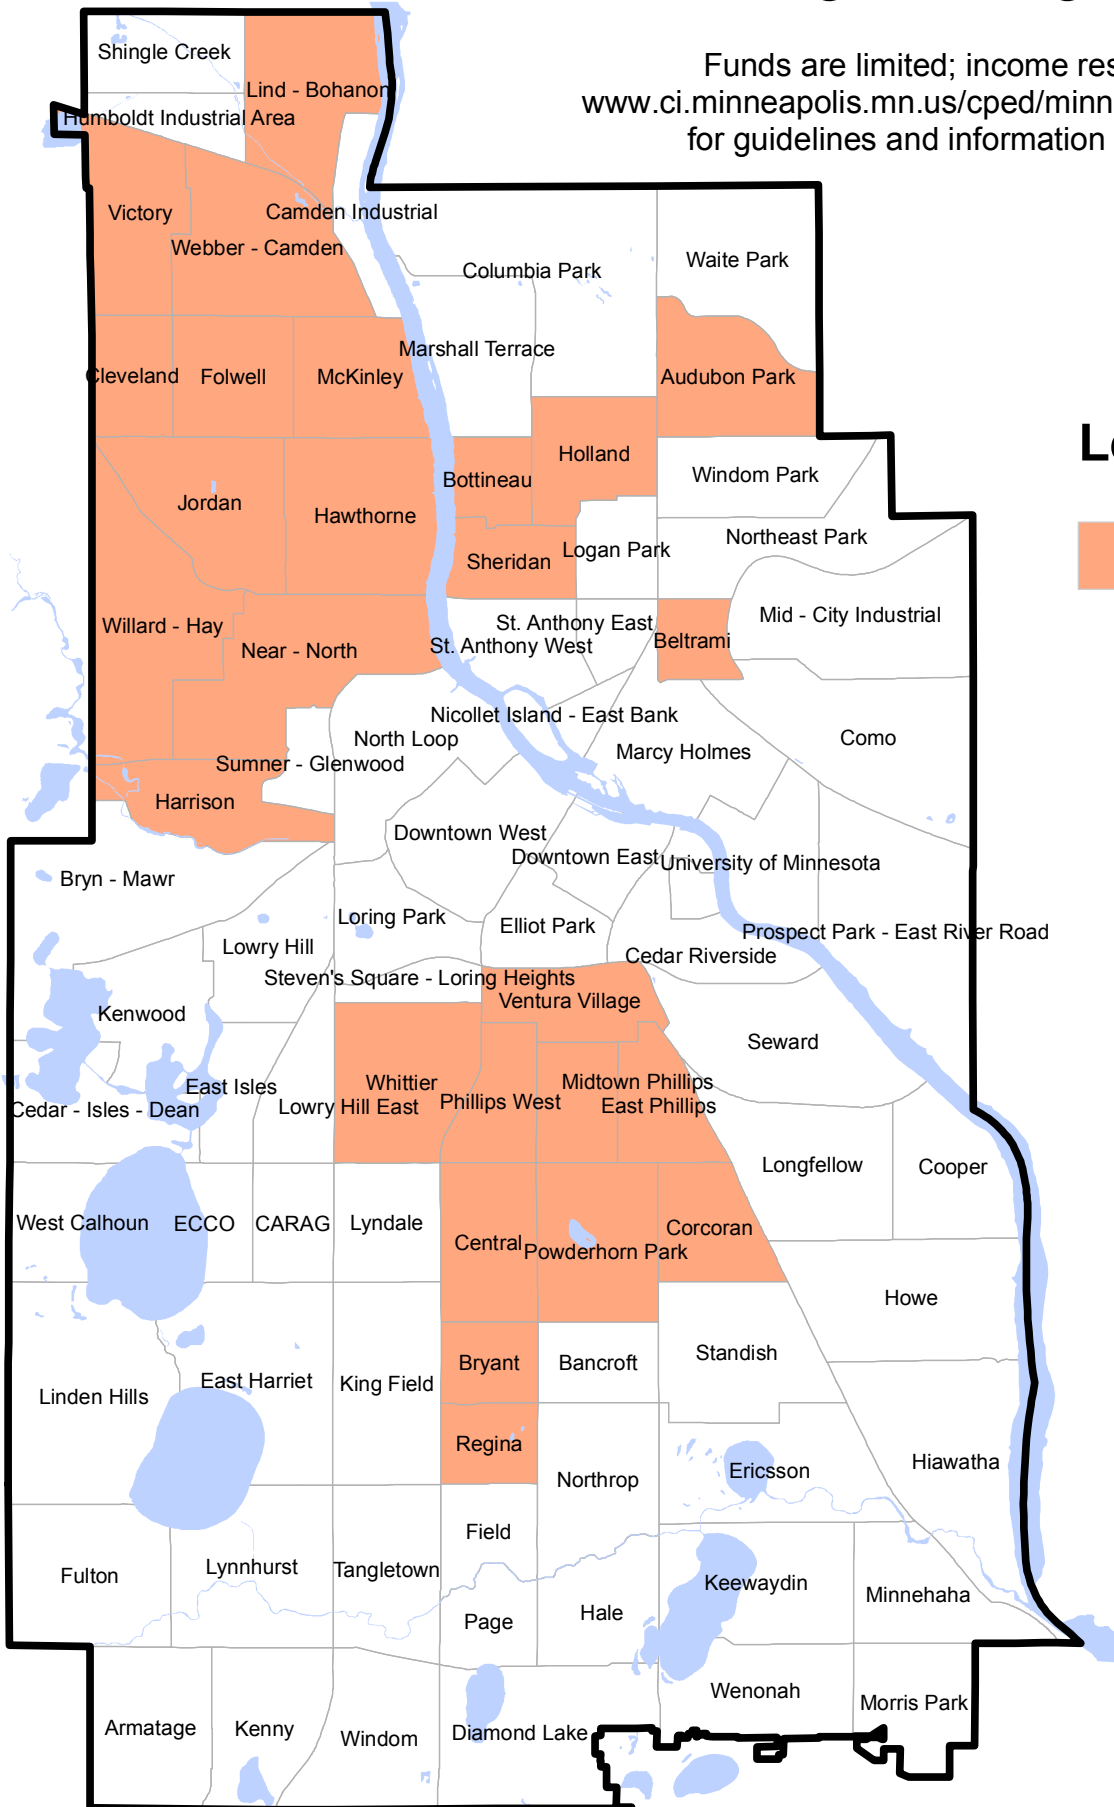 Funds are limited; income res
www.ci.minneapolis.mn.us/cped/minn
for guidelines and information
Shingle Creek
Lind - Bohanon
Humboldt Industrial Area
Victory
Camden Industrial
Webber - Camden
Columbia Park
Waite Park
Marshall Terrace
Cleveland
Folwell
McKinley
Audubon Park
Le
Holland
Bottineau
Windom Park
Jordan
Hawthorne
Northeast Park
Logan Park
Sheridan
Mid - City Industrial
St. Anthony East
Willard - Hay
Beltrami
St. Anthony West
Near - North
Nicollet Island - East Bank
North Loop
Como
Marcy Holmes
Sumner - Glenwood
Harrison
Downtown West
Downtown East
University of Minnesota
Bryn - Mawr
Loring Park
Elliot Park
Prospect Park - East River Road
Lowry Hill
Cedar Riverside
Steven's Square - Loring Heights
Ventura Village
Kenwood
Seward
Whittier
Midtown Phillips
East Isles
Phillips West
East Phillips
Lowry Hill East
Cedar - Isles - Dean
Longfellow
Cooper
West Calhoun
ECCO
CARAG
Lyndale
Corcoran
Central
Powderhorn Park
Howe
Standish
Bryant
Bancroft
East Harriet
King Field
Linden Hills
Regina
Hiawatha
Ericsson
Northrop
Field
Lynnhurst
Tangletown
Fulton
Keewaydin
Minnehaha
Hale
Page
Wenonah
Morris Park
Armatage
Kenny
Diamond Lake
Windom